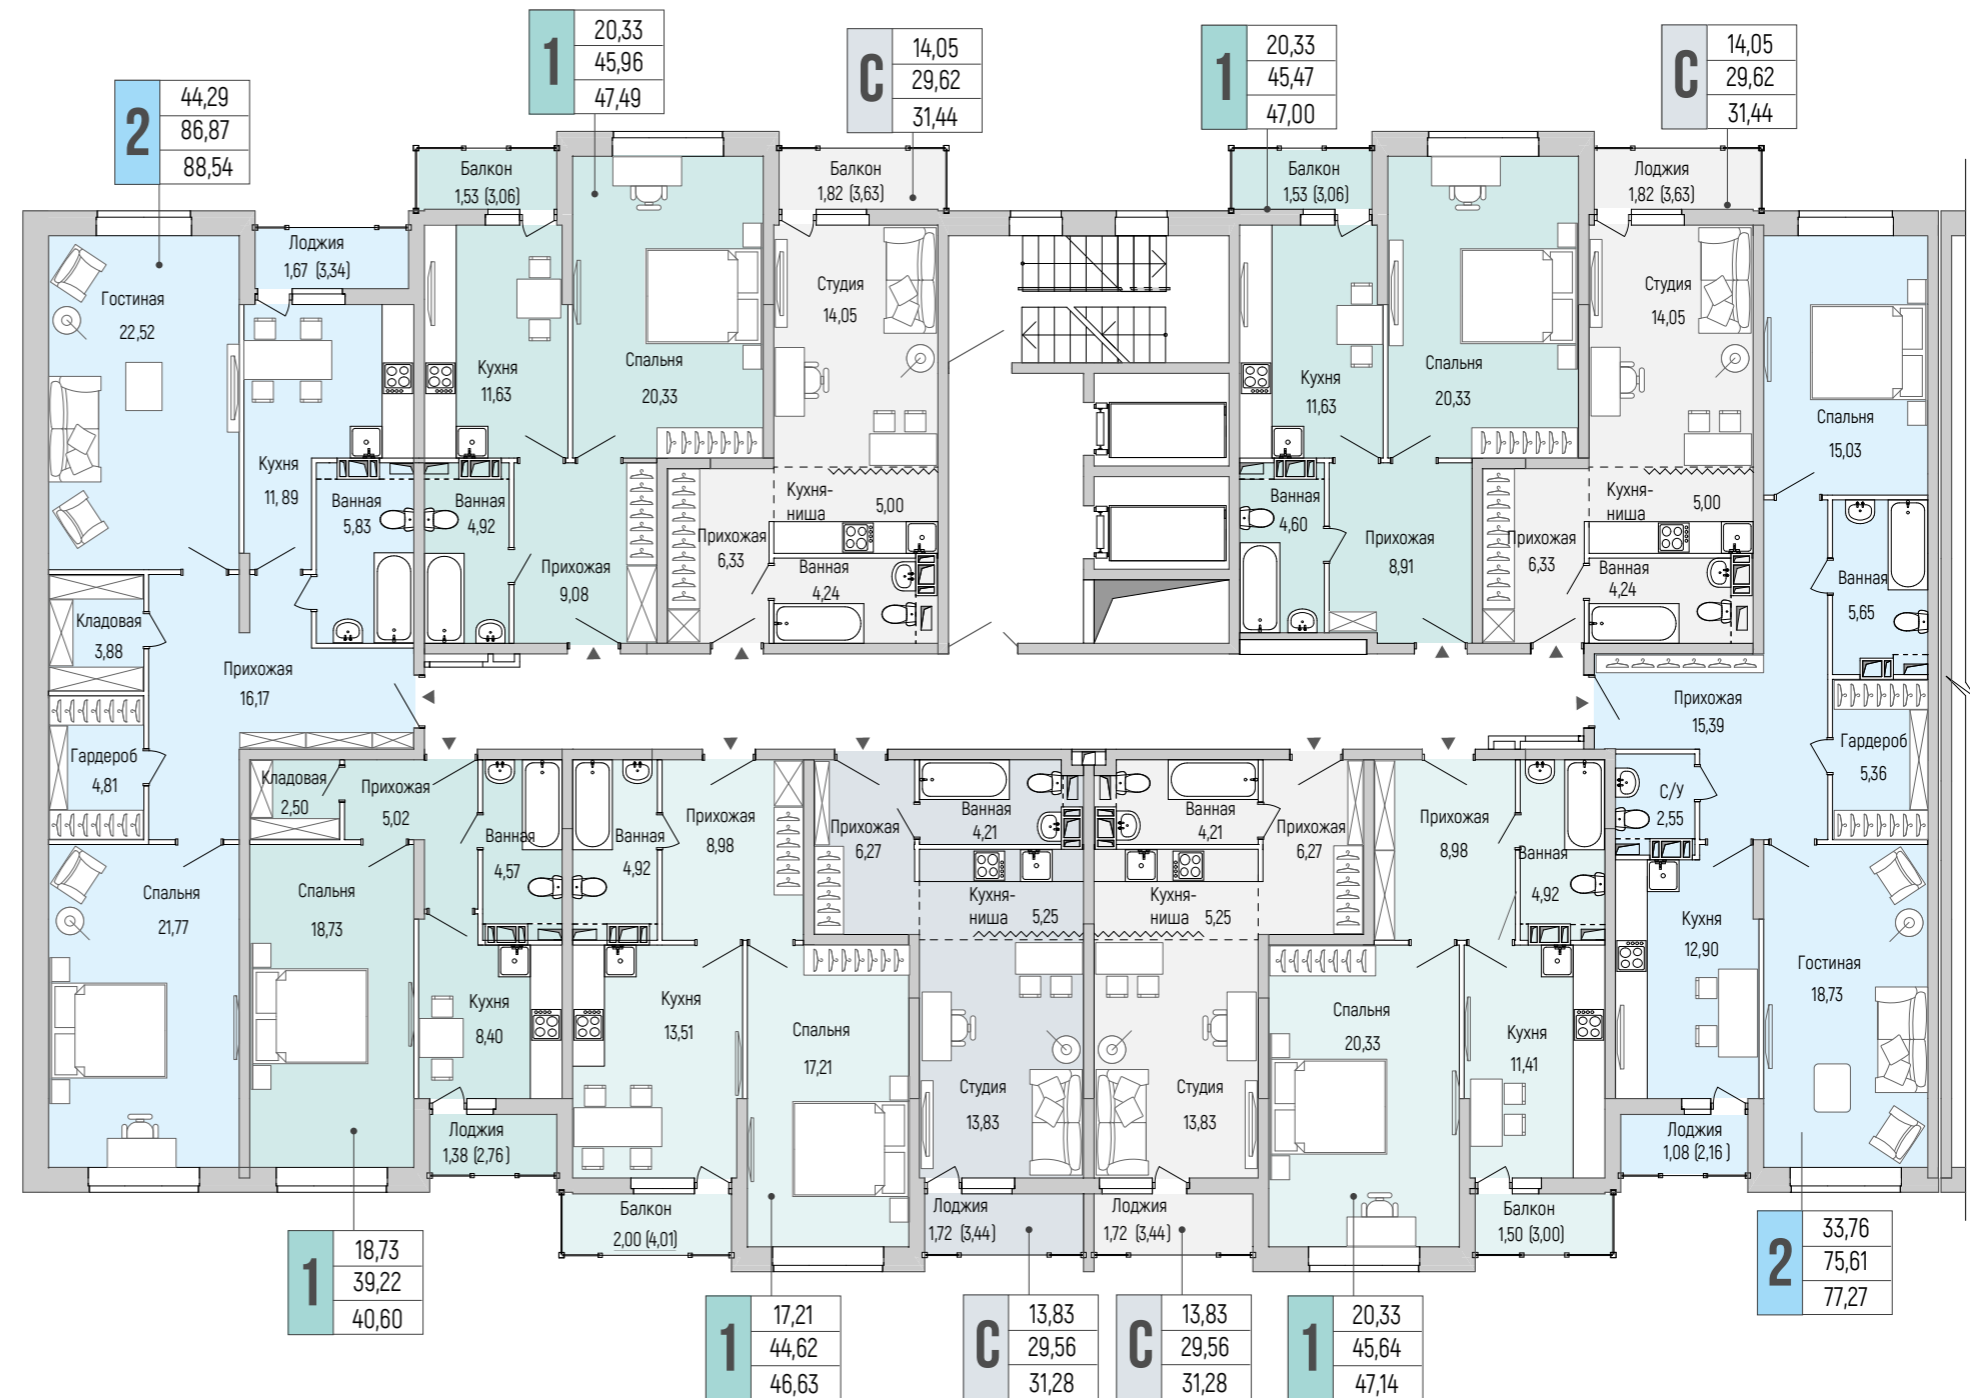 1
20,33
45,96
47,49
С
14,05
29,62
31,44
1
20,33
45,47
47,00
С
14,05
29,62
31,44
2
44,29
86,87
88,54
Балкон
1,53 (3,06)
Балкон
1,82 (3,63)
Балкон
1,53 (3,06)
Лоджия
1,82 (3,63)
Лоджия
1,67 (3,34)
Гостиная
22,52
Кухня
11,89
Ванная
5,83
Кладовая
3,88
Прихожая
16,17
Гардероб
4,81
Спальня
21,77
Кухня
11,63
Спальня
20,33
Ванная
4,92
Прихожая
9,08
Студия
14,05
Кухня-
ниша
5,00
Прихожая
6,33
Ванная
4,24
Кухня
11,63
Спальня
20,33
Ванная
4,60
Прихожая
8,91
Студия
14,05
Кухня-
ниша
5,00
Прихожая
6,33
Ванная
4,24
Спальня
15,03
Ванная
5,65
Прихожая
15,39
Гардероб
5,36
С/У
2,55
Кухня
12,90
Гостиная
18,73
Лоджия
1,08 (2,16 )
Кладовая
2,50
Прихожая
5,02
Ванная
4,57
Спальня
18,73
Кухня
8,40
Лоджия
1,38 (2,76 )
Ванная
4,92
Прихожая
8,98
Кухня
13,51
Спальня
17,21
Балкон
2,00 (4,01)
Прихожая
6,27
Ванная
4,21
Кухня-
ниша
5,25
Студия
13,83
Лоджия
1,72 (3,44)
Ванная
4,21
Прихожая
6,27
Кухня-
ниша
5,25
Студия
13,83
Лоджия
1,72 (3,44)
Прихожая
8,98
Ванная
4,92
Спальня
20,33
Кухня
11,41
Балкон
1,50 (3,00)
1
18,73
39,22
40,60
1
17,21
44,62
46,63
С
13,83
29,56
31,28
С
13,83
29,56
31,28
1
20,33
45,64
47,14
2
33,76
75,61
77,27